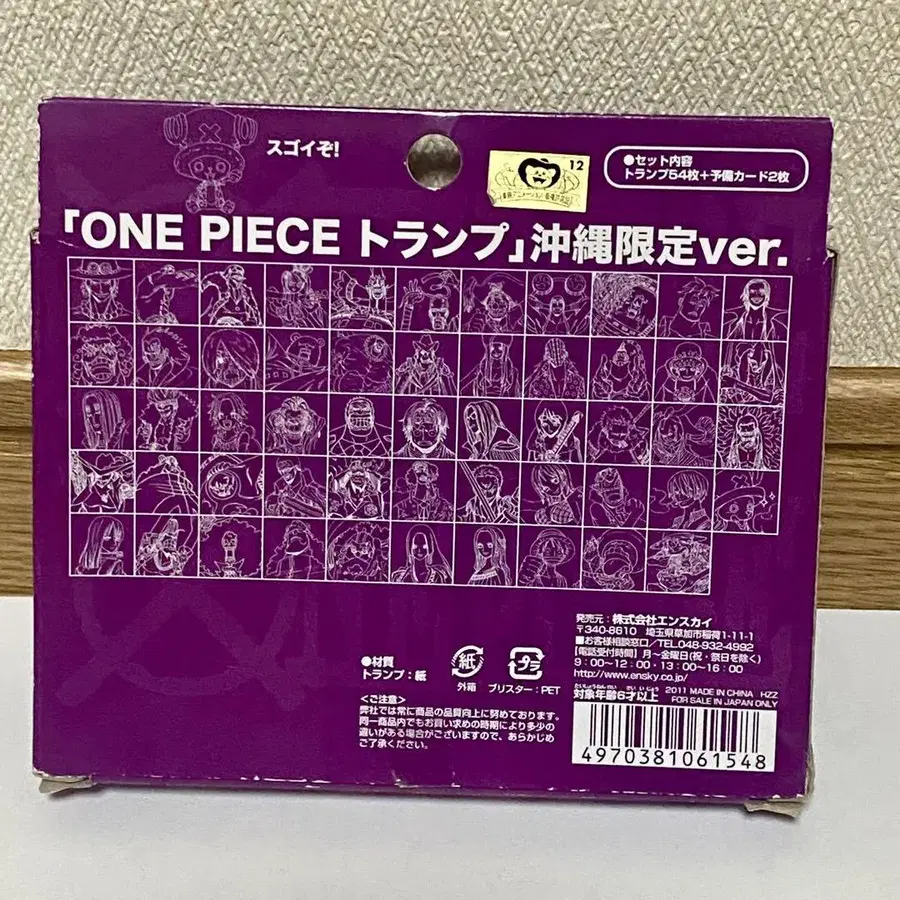 スゴイぞ!
12
●セット内容
トランプ54枚+予備カード2枚
「ONE PIECE トランプ」沖縄限定ver.
発売元:株式会社エンスカイ
〒340-8610 埼玉県草加市稲荷1-11-1
■お客様相談窓口/TEL.048-932-4992
【電話受付時間】月～金曜日(祝・祭日を除く)
9:00～12:00・13:00～16:00
http://www.ensky.co.jp/
●材質
トランプ:紙
紙
外箱
プラ
ブリスター:PET
<ご注意>
弊社では常に商品の品質向上に努めております。
同一商品内でもお買い求めの時期により多少の
違いがある場合がございますので、あらかじめ
ご了承ください。
対象年齢6才以上
2011 MADE IN CHINA HZZ
FOR SALE IN JAPAN ONLY
4970381061548